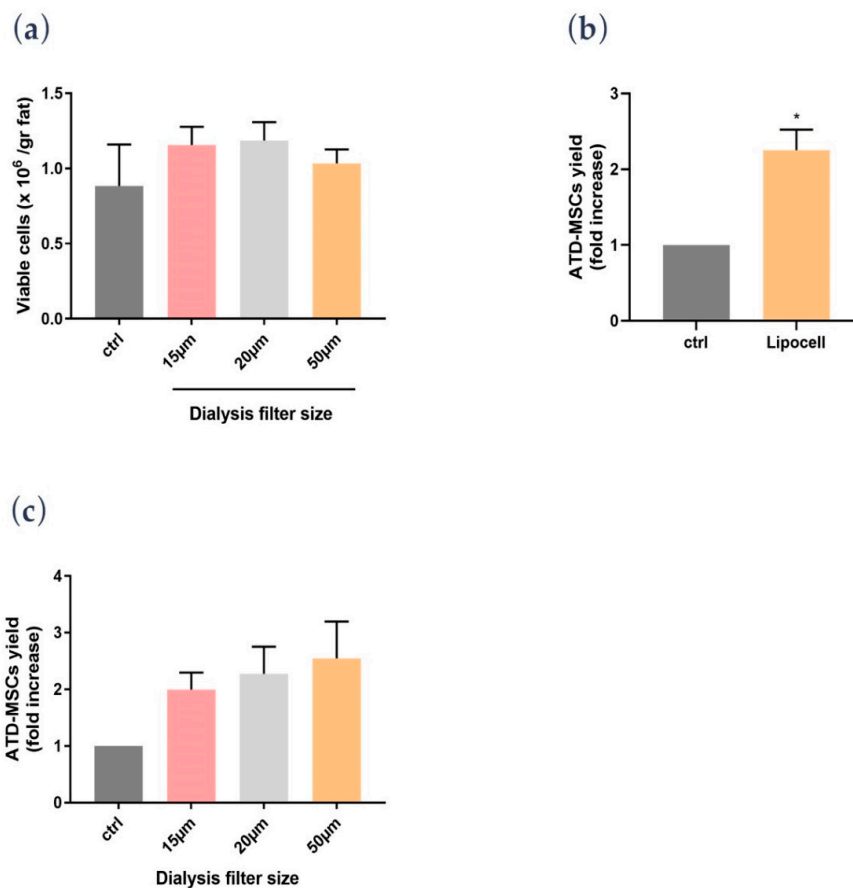 (a)
Viable cells (x 10⁶ /gr fat)
1.5
1.0
0.5
0.0
ctrl
15µm
20µm
50µm
Dialysis filter size
(b)
ATD-MSCs yield
(fold increase)
3
2
1
0
*
ctrl
Lipocell
(c)
ATD-MSCs yield
(fold increase)
4
3
2
1
0
ctrl
15µm
20µm
50µm
Dialysis filter size